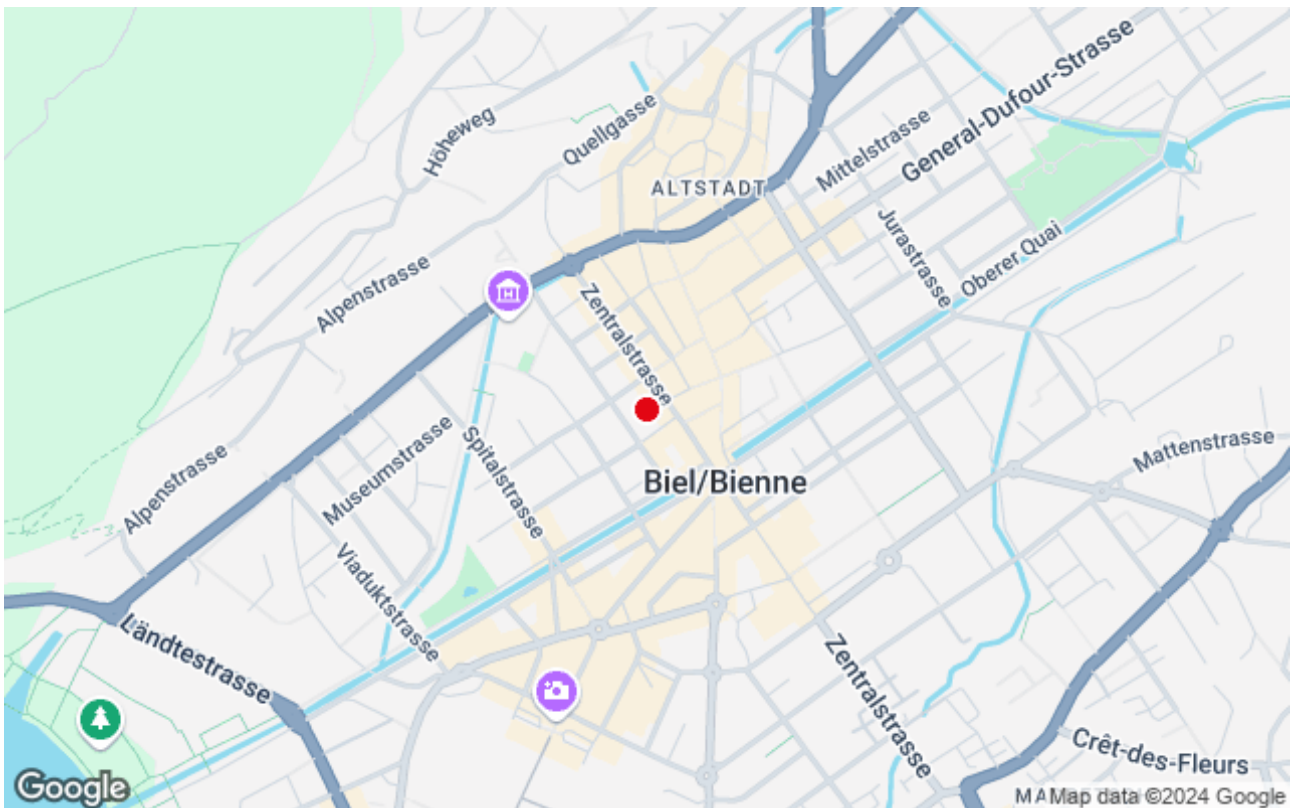 General-Dufour-Strasse
Höheweg
Quellgasse
Mittelstrasse
ALTSTADT
Jurastrasse
Oberer Quai
Alpenstrasse
H
Zentralstrasse
Spitalstrasse
Museumstrasse
Mattenstrasse
Alpenstrasse
Biel/Bienne
Viaduktstrasse
Ländtestrasse
Zentralstrasse
Crêt-des-Fleurs
Google
MA
Map data ©2024 Google